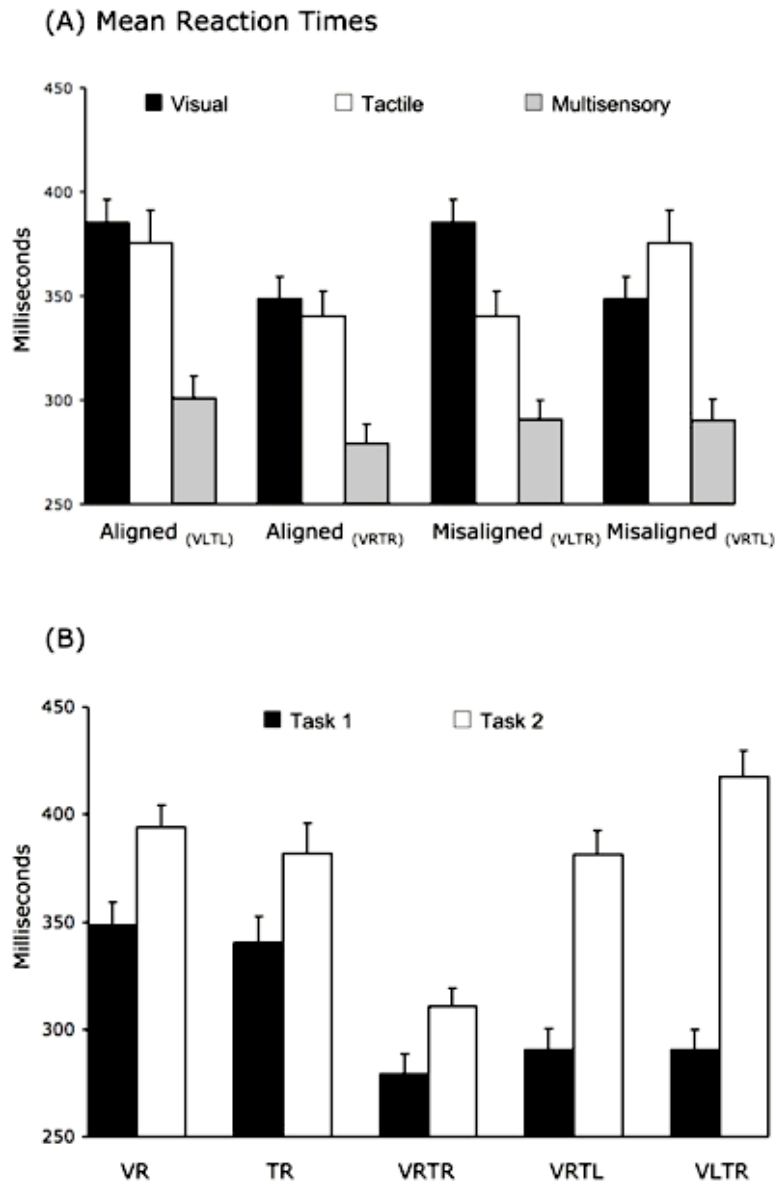 (A) Mean Reaction Times
450
Visual Tactile Multisensory
400
Milliseconds
350
300
250
Aligned (VLTL) Aligned (VRTR) Misaligned (VLTR) Misaligned (VRTL)
(B)
450
Task 1 Task 2
400
Milliseconds
350
300
250
VR TR VRTR VRTL VLTR